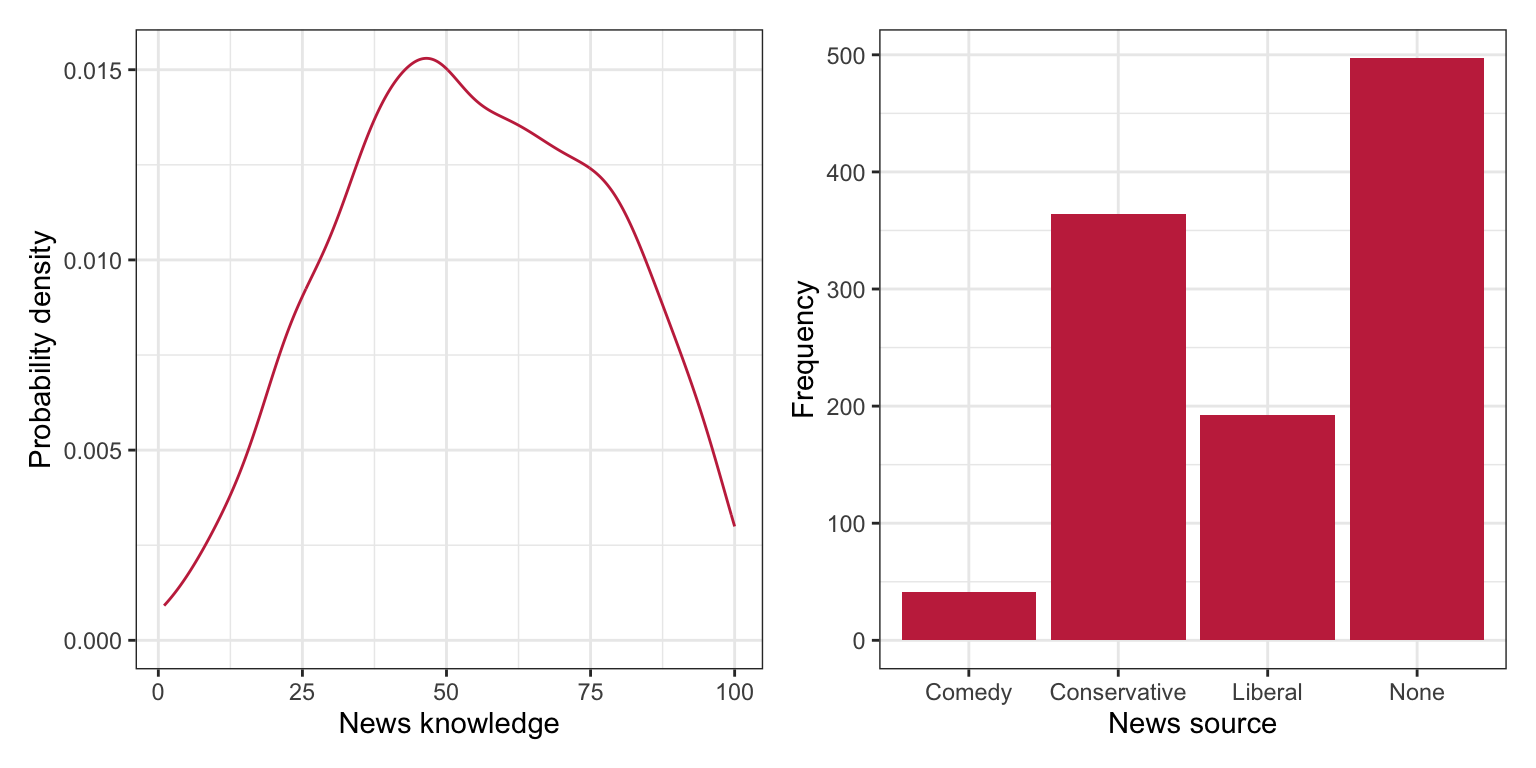 Probability density
0.015
0.010
0.005
0.000
0
25
50
75
100
News knowledge
Frequency
500
400
300
200
100
0
Comedy
Conservative
Liberal
None
News source